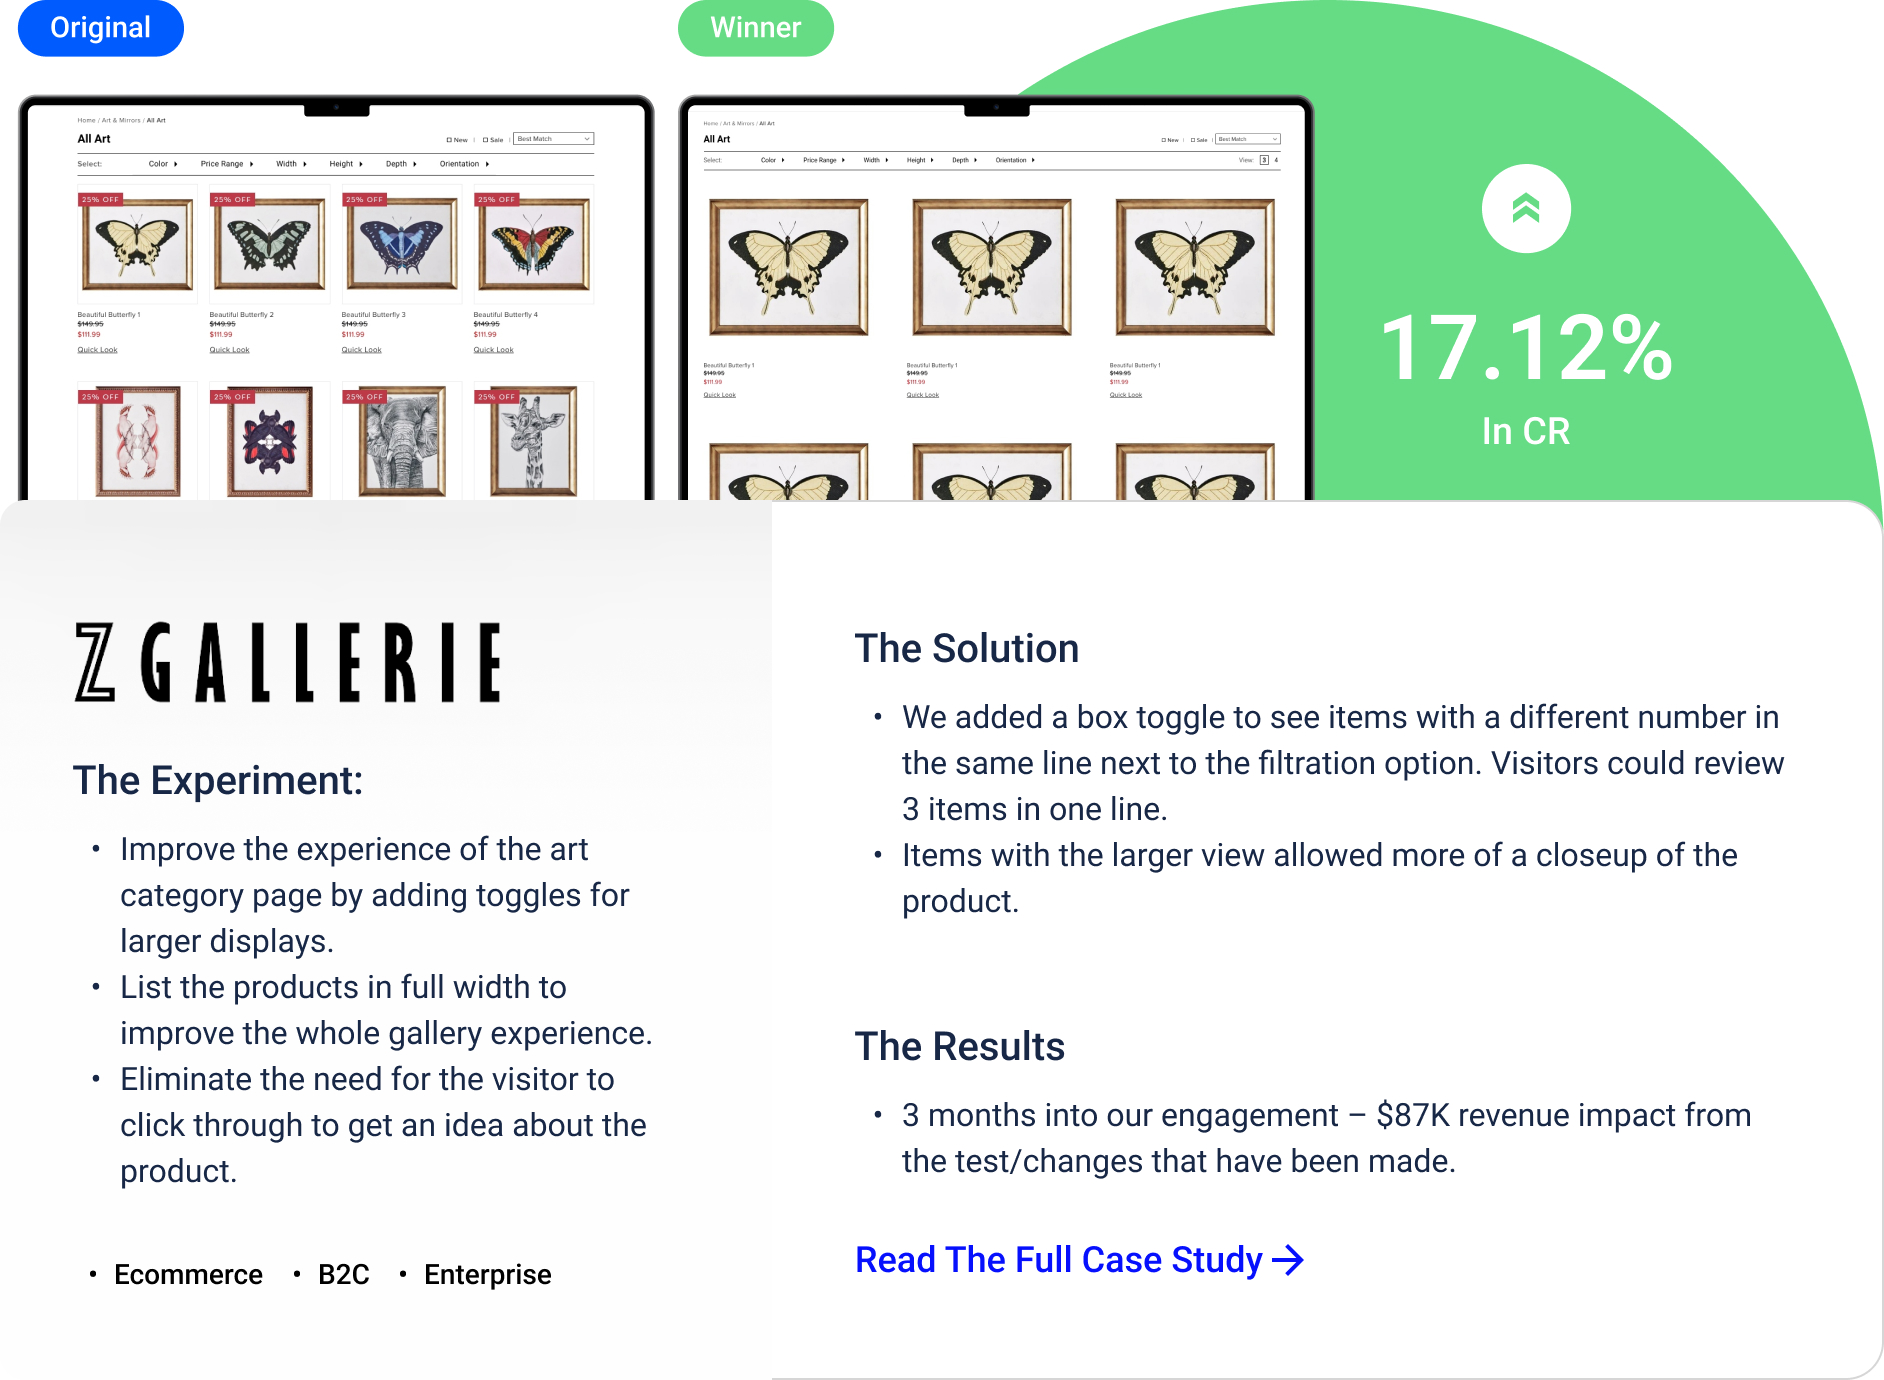 Original
Winner
Home / Art & Mirrors / All Art
All Art
New | Sale | Best Match
Select: Color Price Range Width Height Depth Orientation
25% OFF 25% OFF 25% OFF 25% OFF
Beautiful Butterfly 1 Beautiful Butterfly 2 Beautiful Butterfly 3 Beautiful Butterfly 4
$149.95 $149.95 $149.95 $149.95
$111.99 $111.99 $111.99 $111.99
Quick Look Quick Look Quick Look Quick Look
25% OFF 25% OFF 25% OFF 25% OFF
Home / Art & Mirrors / All Art
All Art
New | Sale | Best Match
Select: Color Price Range Width Height Depth Orientation View: 3 4
Beautiful Butterfly 1 Beautiful Butterfly 1 Beautiful Butterfly 1
$149.95 $149.95 $149.95
$111.99 $111.99 $111.99
Quick Look Quick Look Quick Look
17.12%
In CR
Z GALLERIE
The Experiment:
• Improve the experience of the art
category page by adding toggles for
larger displays.
• List the products in full width to
improve the whole gallery experience.
• Eliminate the need for the visitor to
click through to get an idea about the
product.
• Ecommerce • B2C • Enterprise
The Solution
• We added a box toggle to see items with a different number in
the same line next to the filtration option. Visitors could review
3 items in one line.
• Items with the larger view allowed more of a closeup of the
product.
The Results
• 3 months into our engagement – $87K revenue impact from
the test/changes that have been made.
Read The Full Case Study